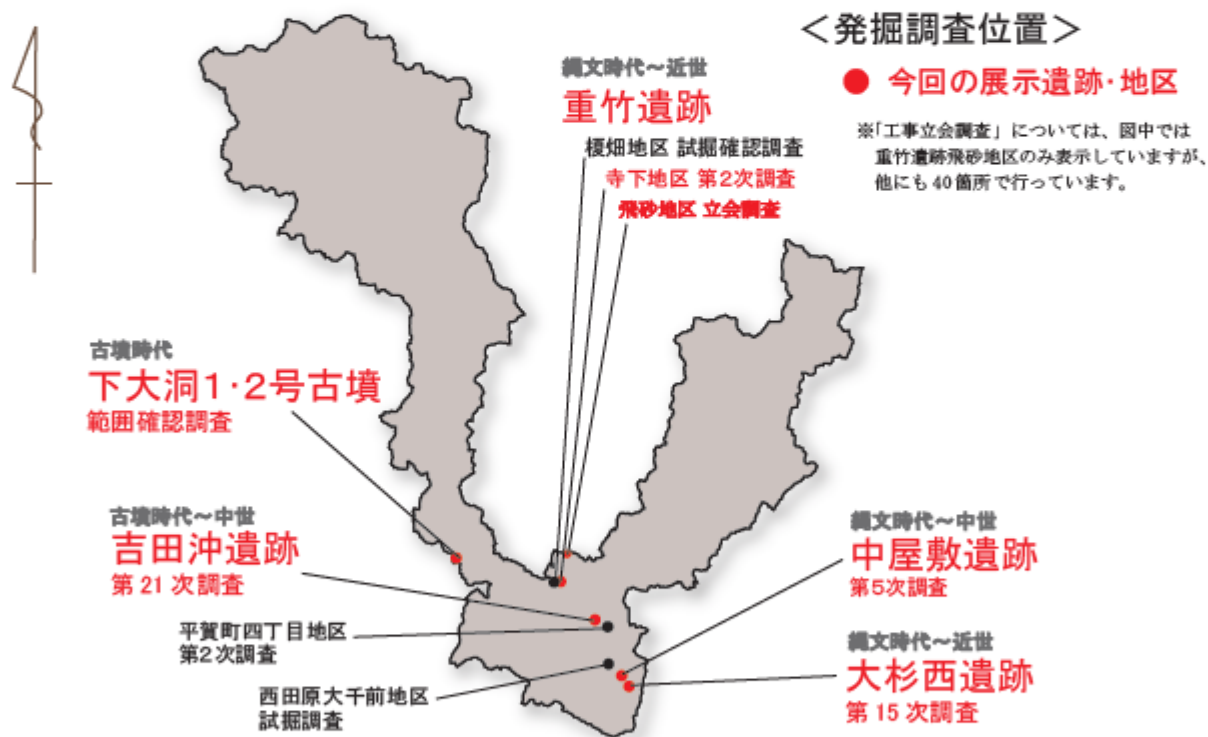 ＜発掘調査位置＞
● 今回の展示遺跡・地区
※「工事立会調査」については、図中では
重竹遺跡飛砂地区のみ表示していますが、
他にも40箇所で行っています。
縄文時代～近世
重竹遺跡
榎畑地区 試掘確認調査
寺下地区 第2次調査
飛砂地区 立会調査
古墳時代
下大洞1・2号古墳
範囲確認調査
古墳時代～中世
吉田沖遺跡
第21次調査
平賀町四丁目地区
第2次調査
西田原大千前地区
試掘調査
縄文時代～中世
中屋敷遺跡
第5次調査
縄文時代～近世
大杉西遺跡
第15次調査